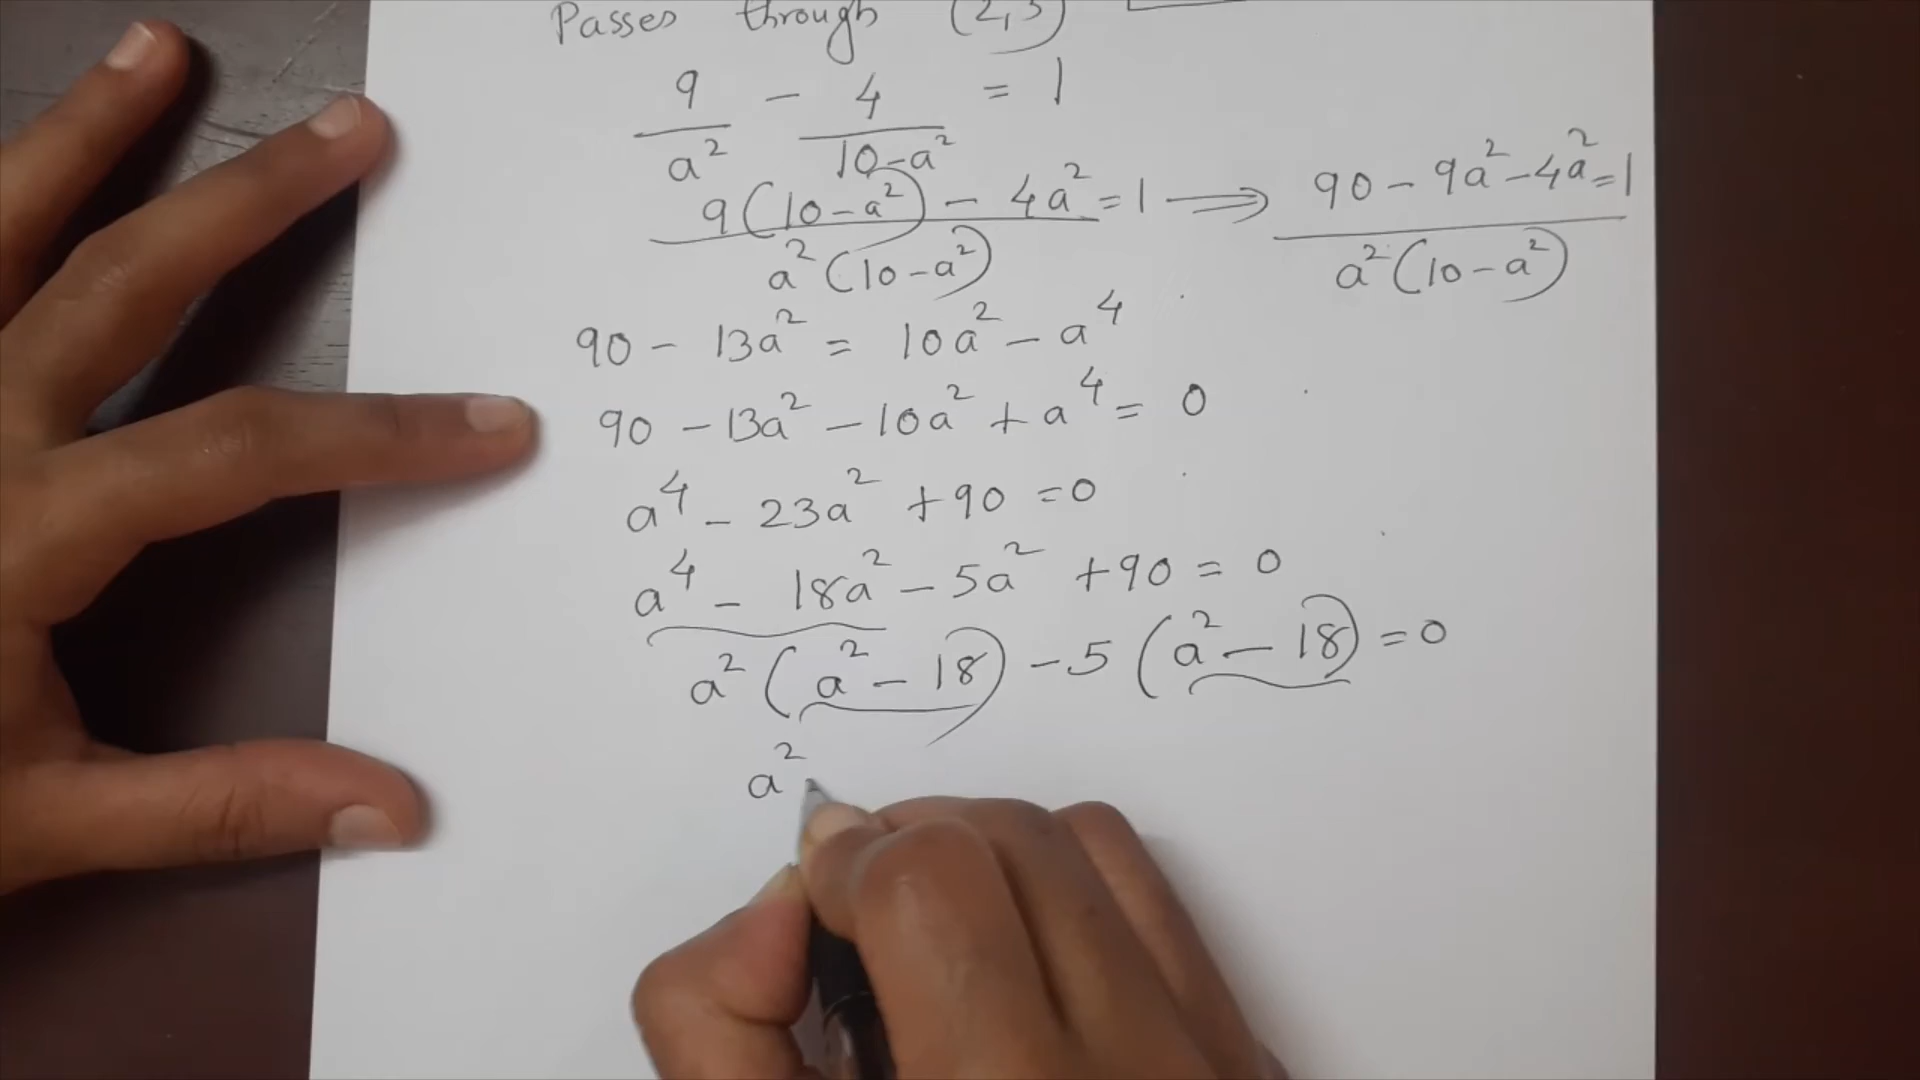 Passes through (2,3)
9/a² - 4/(10-a²) = 1
(9(10-a²) - 4a²)/(a²(10-a²)) = 1 ⟹ (90 - 9a² - 4a²)/(a²(10-a²)) = 1
90 - 13a² = 10a² - a⁴
90 - 13a² - 10a² + a⁴ = 0
a⁴ - 23a² + 90 = 0
a⁴ - 18a² - 5a² + 90 = 0
a²(a² - 18) - 5(a² - 18) = 0
a²